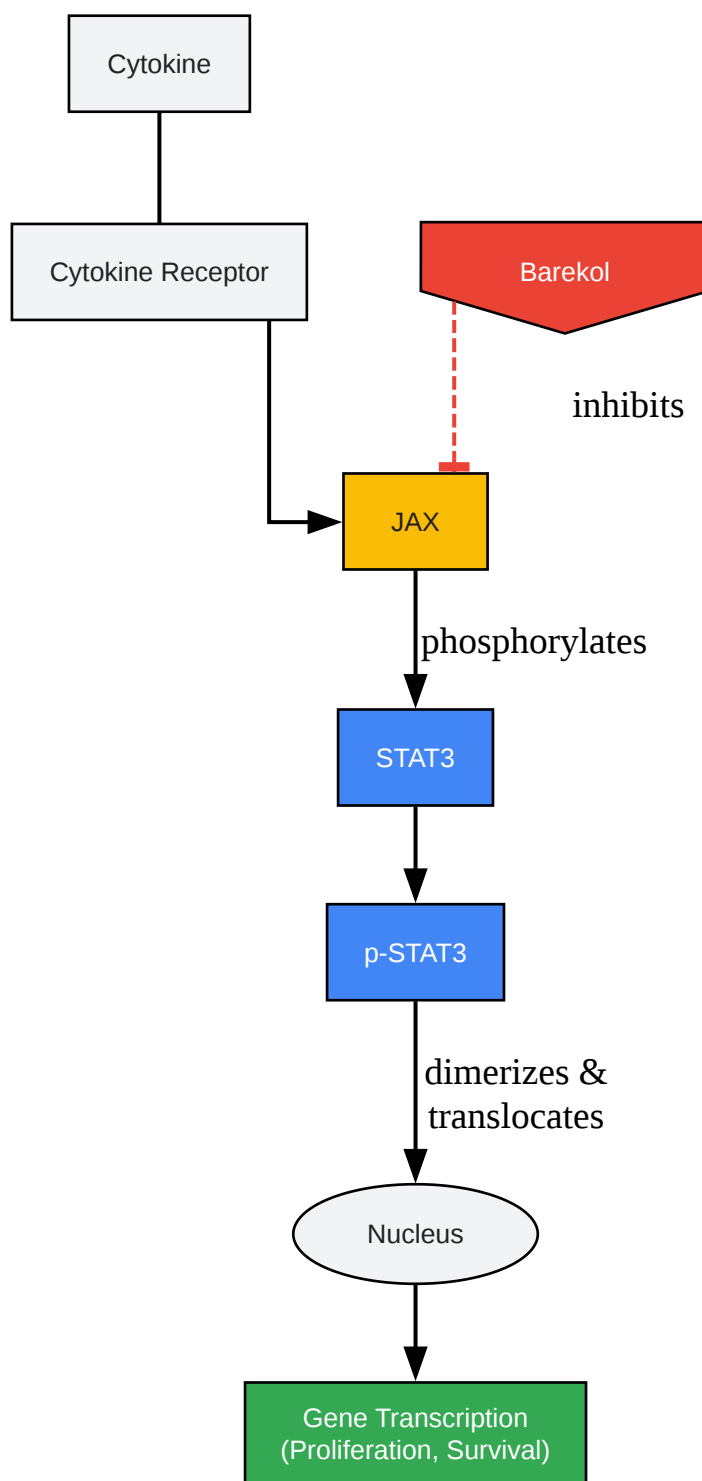 Cytokine
Cytokine Receptor
Barekol
inhibits
JAX
phosphorylates
STAT3
p-STAT3
dimerizes &
translocates
Nucleus
Gene Transcription
(Proliferation, Survival)